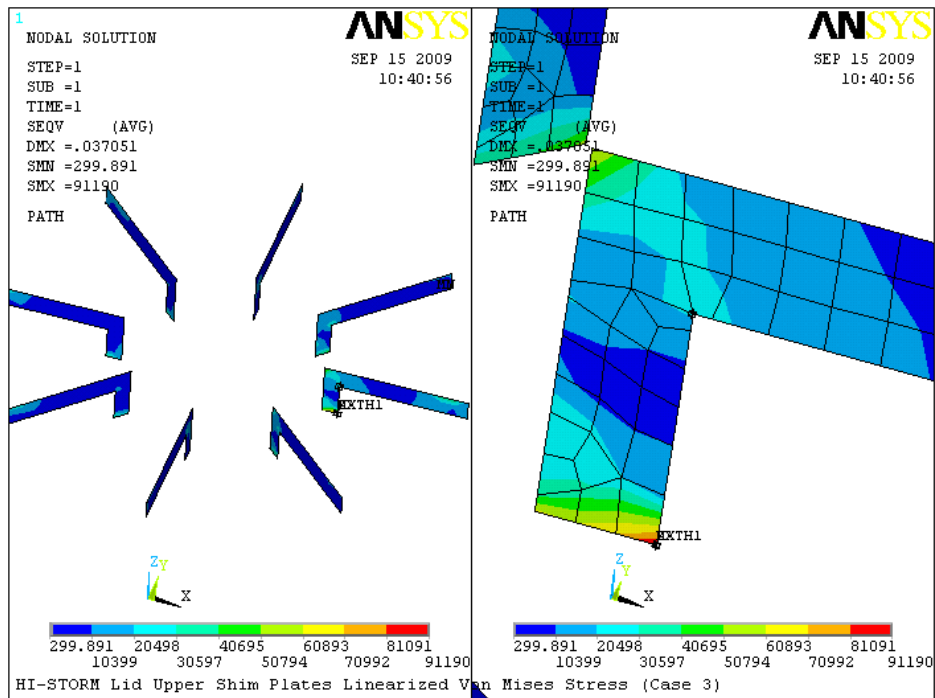 1
ANSYS
NODAL SOLUTION
SEP 15 2009
10:40:56
STEP=1
SUB =1
TIME=1
SEQV (AVG)
DMX =.037051
SMN =299.891
SMX =91190
PATH
Z
Y
X
299.891 20498 40695 60893 81091
10399 30597 50794 70992 91190
ANSYS
NODAL SOLUTION
SEP 15 2009
10:40:56
STEP=1
SUB =1
TIME=1
SEQV (AVG)
DMX =.037051
SMN =299.891
SMX =91190
PATH
Z
Y
X
299.891 20498 40695 60893 81091
10399 30597 50794 70992 91190
HI-STORM Lid Upper Shim Plates Linearized Von Mises Stress (Case 3)